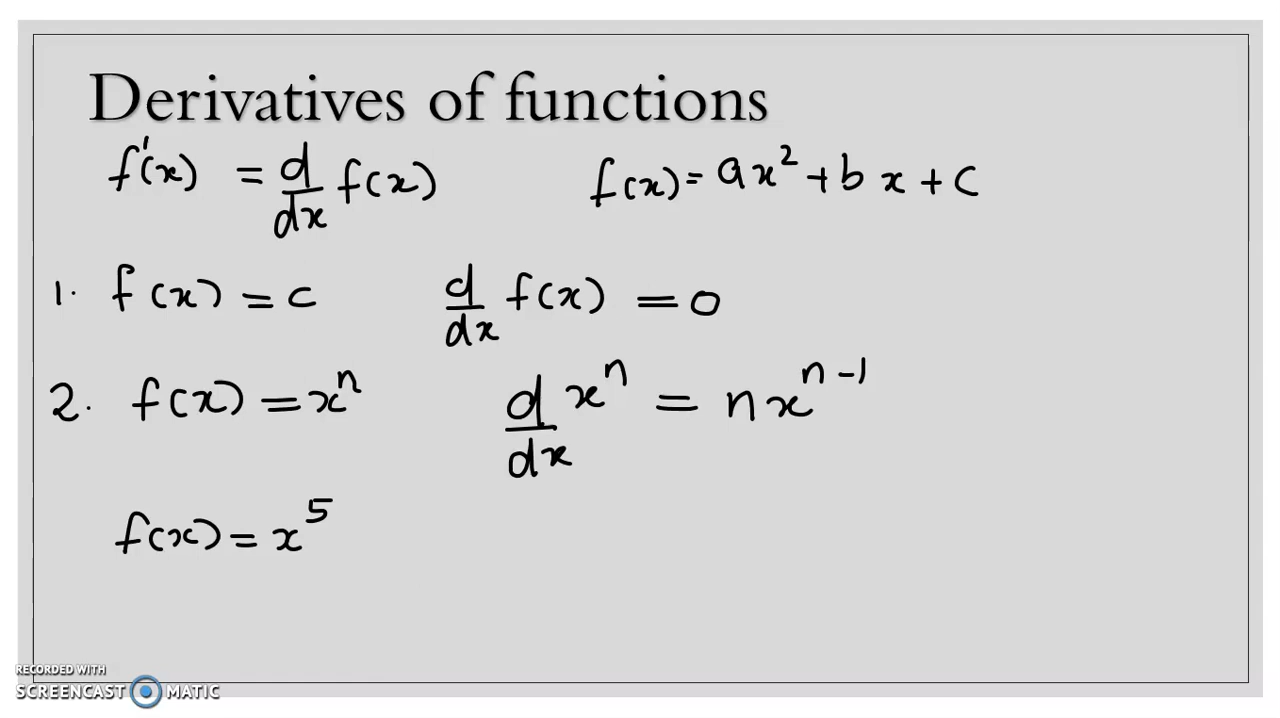 Derivatives of functions
f'(x) = d/dx f(x) f(x) = ax² + bx + c
1. f(x) = c d/dx f(x) = 0
2. f(x) = xⁿ d/dx xⁿ = nxⁿ⁻¹
f(x) = x⁵
RECORDED WITH
SCREENCAST MATIC